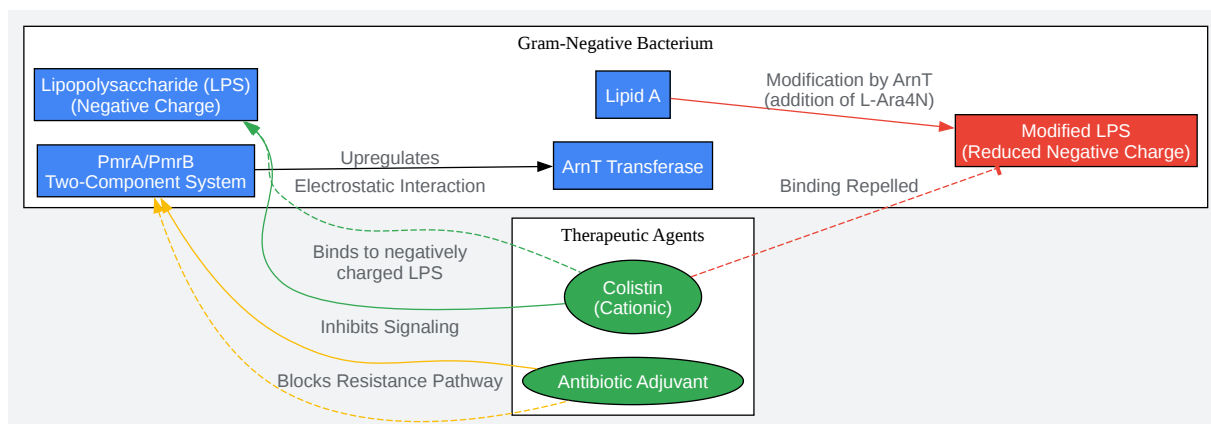 Gram-Negative Bacterium
Lipopolysaccharide (LPS)
(Negative Charge)
Lipid A
Modification by ArnT
(addition of L-Ara4N)
Modified LPS
(Reduced Negative Charge)
PmrA/PmrB
Two-Component System
Upregulates
ArnT Transferase
Electrostatic Interaction
Binding Repelled
Therapeutic Agents
Binds to negatively
charged LPS
Colistin
(Cationic)
Inhibits Signaling
Blocks Resistance Pathway
Antibiotic Adjuvant